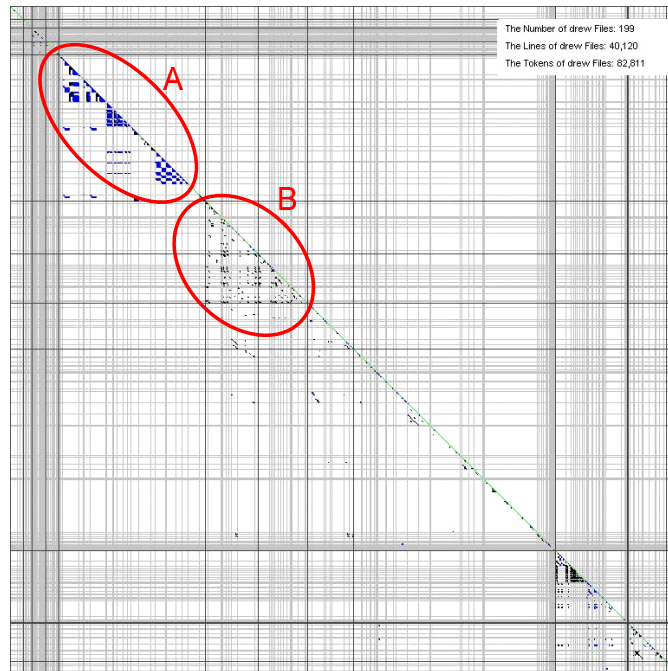 The Number of drew Files: 199
The Lines of drew Files: 40,120
The Tokens of drew Files: 82,811
A
B